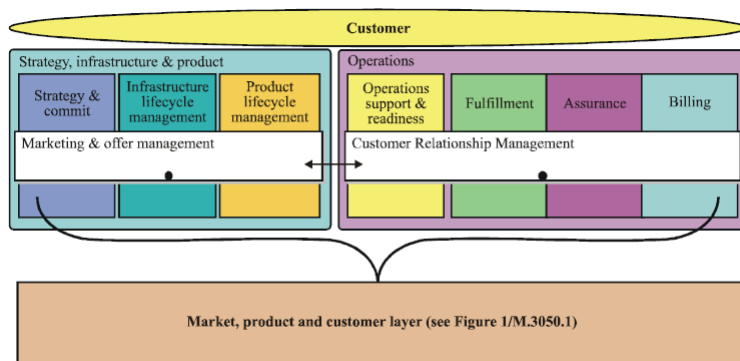 Customer
Strategy, infrastructure & product
Operations
Strategy &
commit
Infrastructure
lifecycle
management
Product
lifecycle
management
Operations
support &
readiness
Fulfillment
Assurance
Billing
Marketing & offer management
Customer Relationship Management
Market, product and customer layer (see Figure 1/M.3050.1)